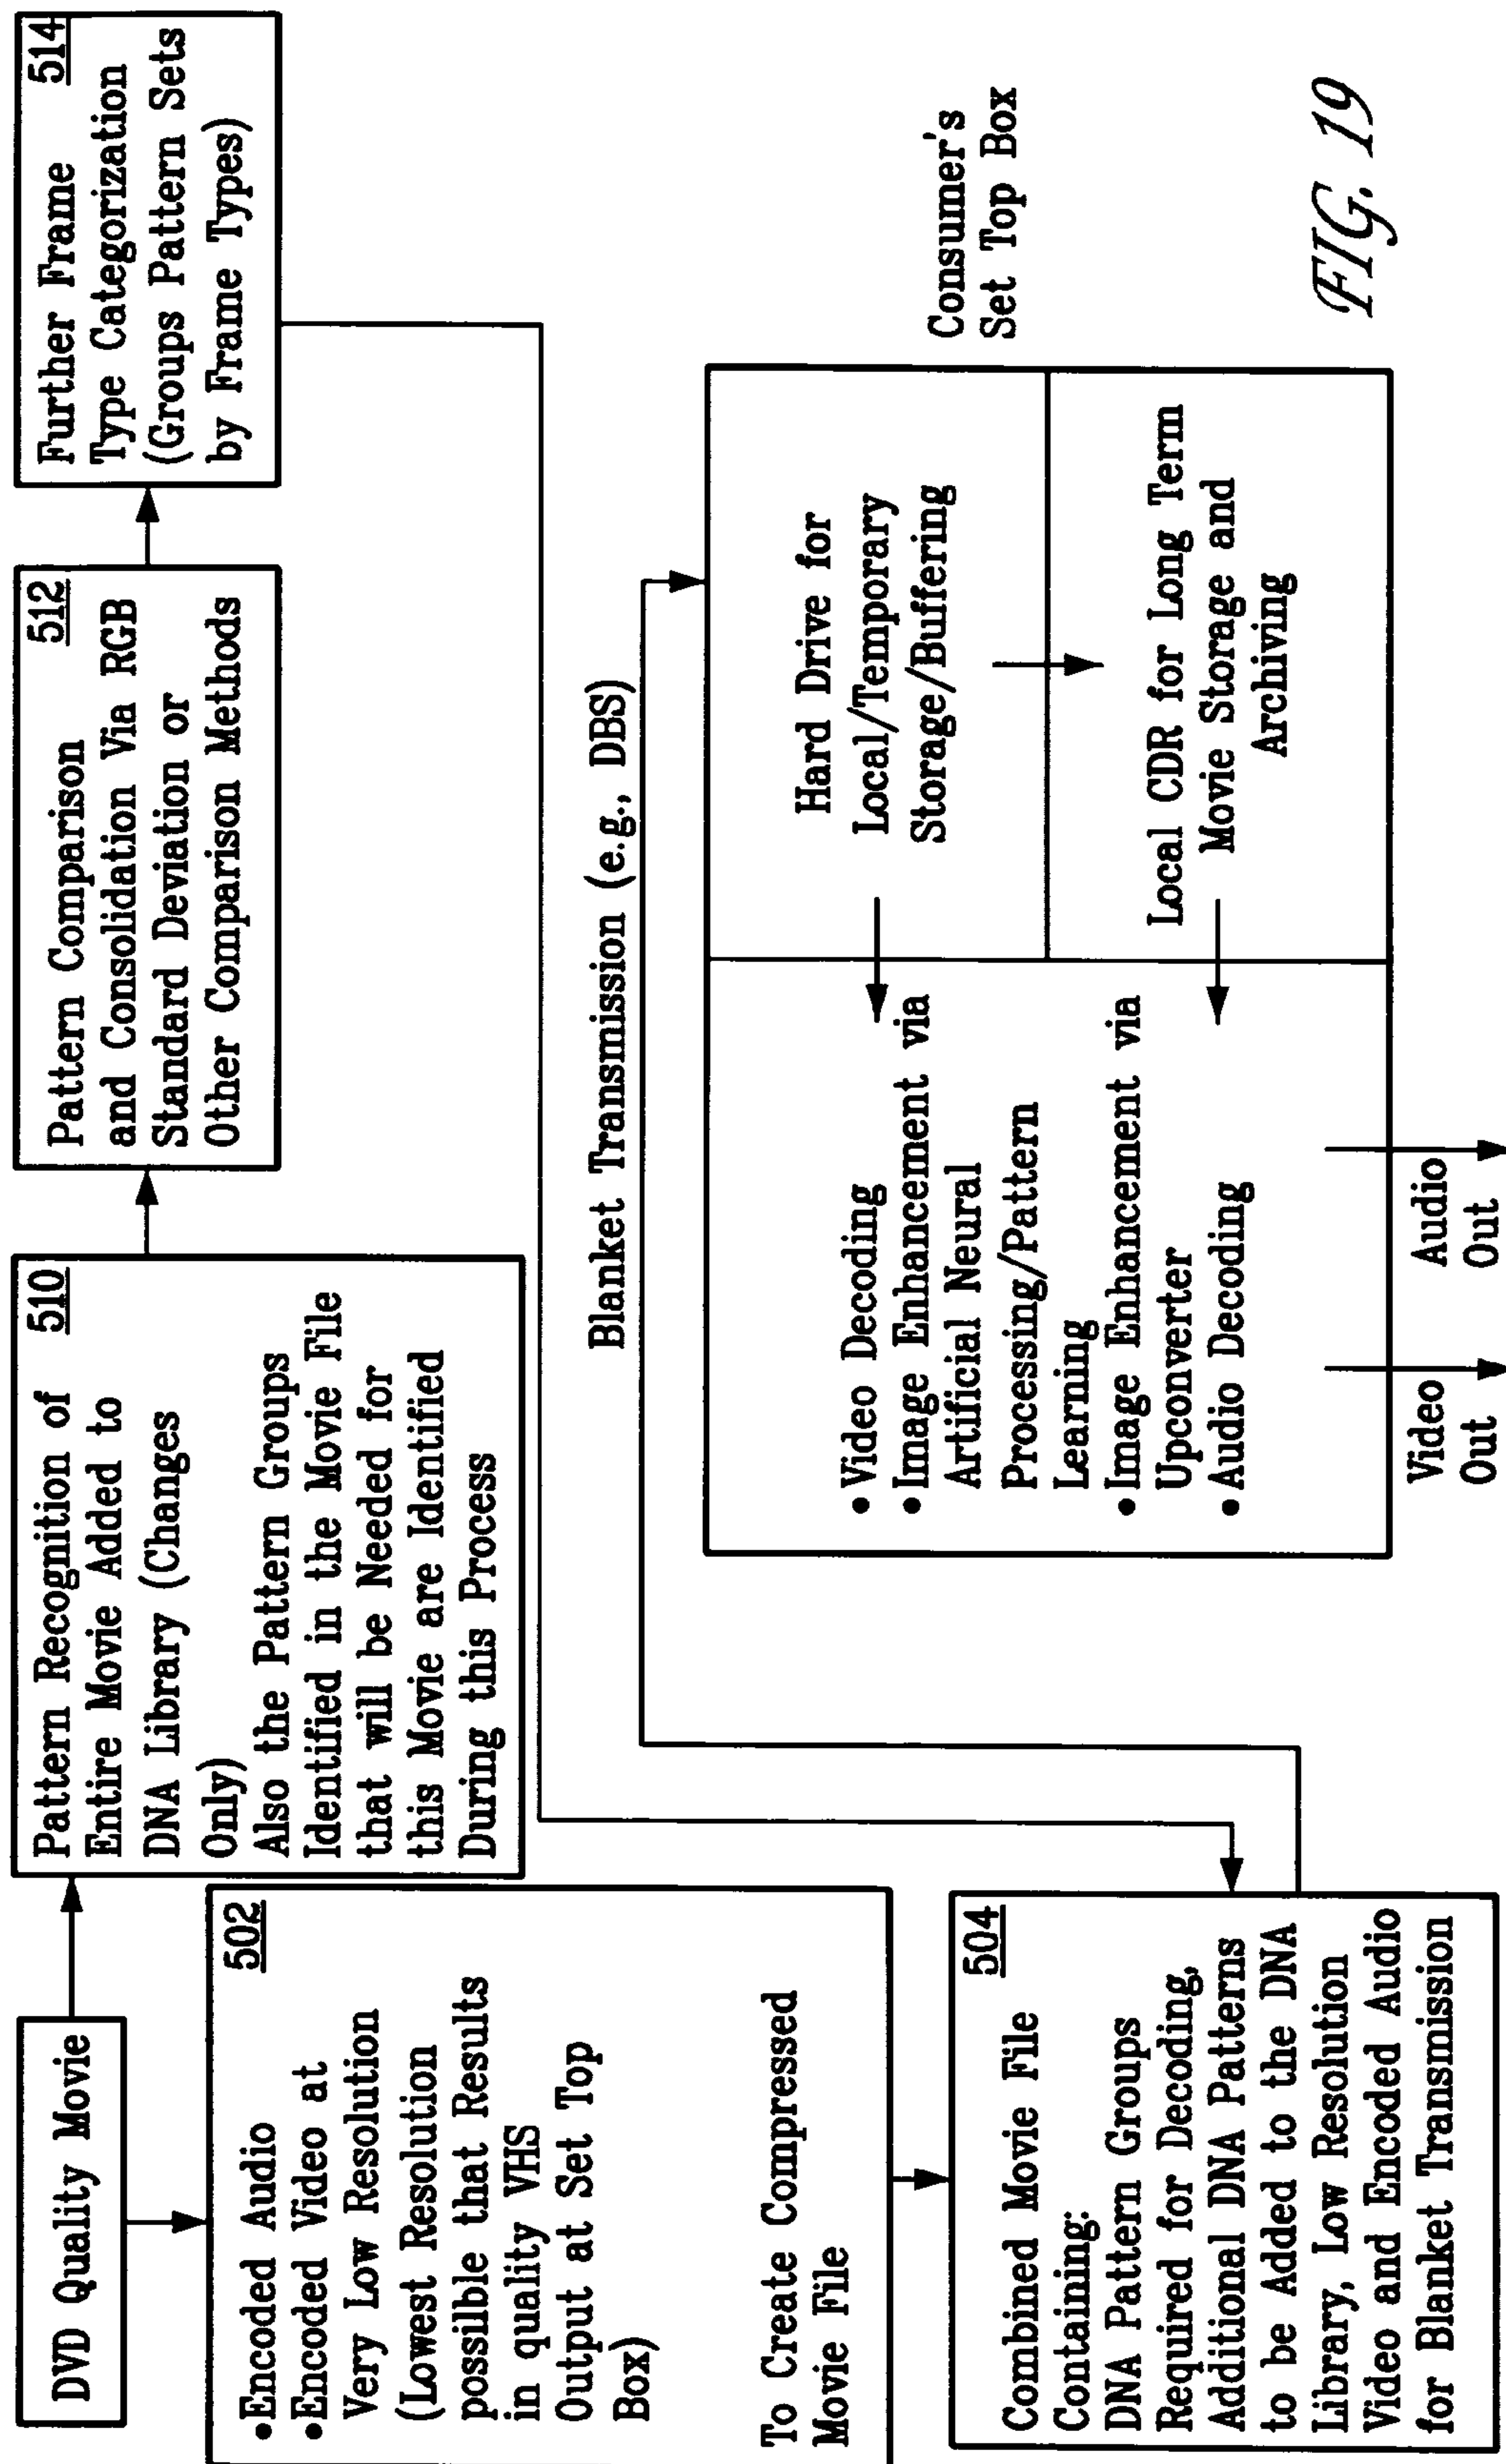 DVD Quality Movie
510
Pattern Recognition of
Entire Movie Added to
DNA Library (Changes
Only)
Also the Pattern Groups
Identified in the Movie File
that will be Needed for
this Movie are Identified
During this Process
512
Pattern Comparison
and Consolidation Via RGB
Standard Deviation or
Other Comparison Methods
Further Frame 514
Type Categorization
(Groups Pattern Sets
by Frame Types)
502
•Encoded Audio
•Encoded Video at
Very Low Resolution
(Lowest Resolution
possible that Results
in quality VHS
Output at Set Top
Box)
To Create Compressed
Movie File
504
Combined Movie File
Containing:
DNA Pattern Groups
Required for Decoding,
Additional DNA Patterns
to be Added to the DNA
Library, Low Resolution
Video and Encoded Audio
for Blanket Transmission
Blanket Transmission (e.g., DBS)
• Video Decoding
• Image Enhancement via
Artificial Neural
Processing/Pattern
Learning
• Image Enhancement via
Upconverter
• Audio Decoding
Hard Drive for
Local/Temporary
Storage/Buffering
Local CDR for Long Term
Movie Storage and
Archiving
Consumer's
Set Top Box
Video
Out
Audio
Out
FIG. 19